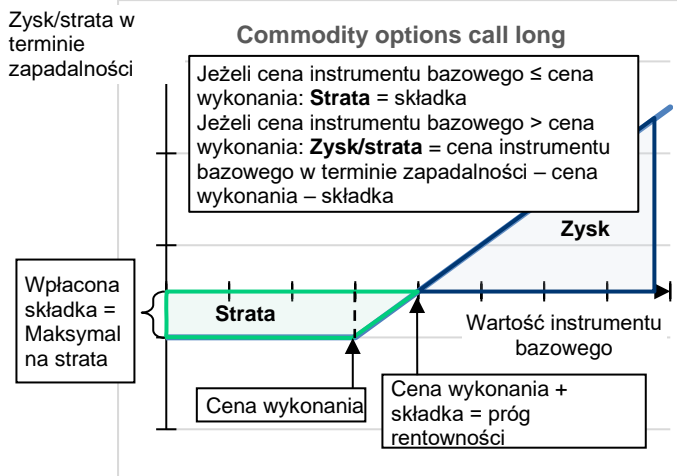 Zysk/strata w
terminie
zapadalności
Commodity options call long
Jeżeli cena instrumentu bazowego ≤ cena
wykonania: Strata = składka
Jeżeli cena instrumentu bazowego > cena
wykonania: Zysk/strata = cena instrumentu
bazowego w terminie zapadalności – cena
wykonania – składka
Zysk
Wpłacona
składka =
Maksymal
na strata
Strata
Wartość instrumentu
bazowego
Cena wykonania
Cena wykonania +
składka = próg
rentowności